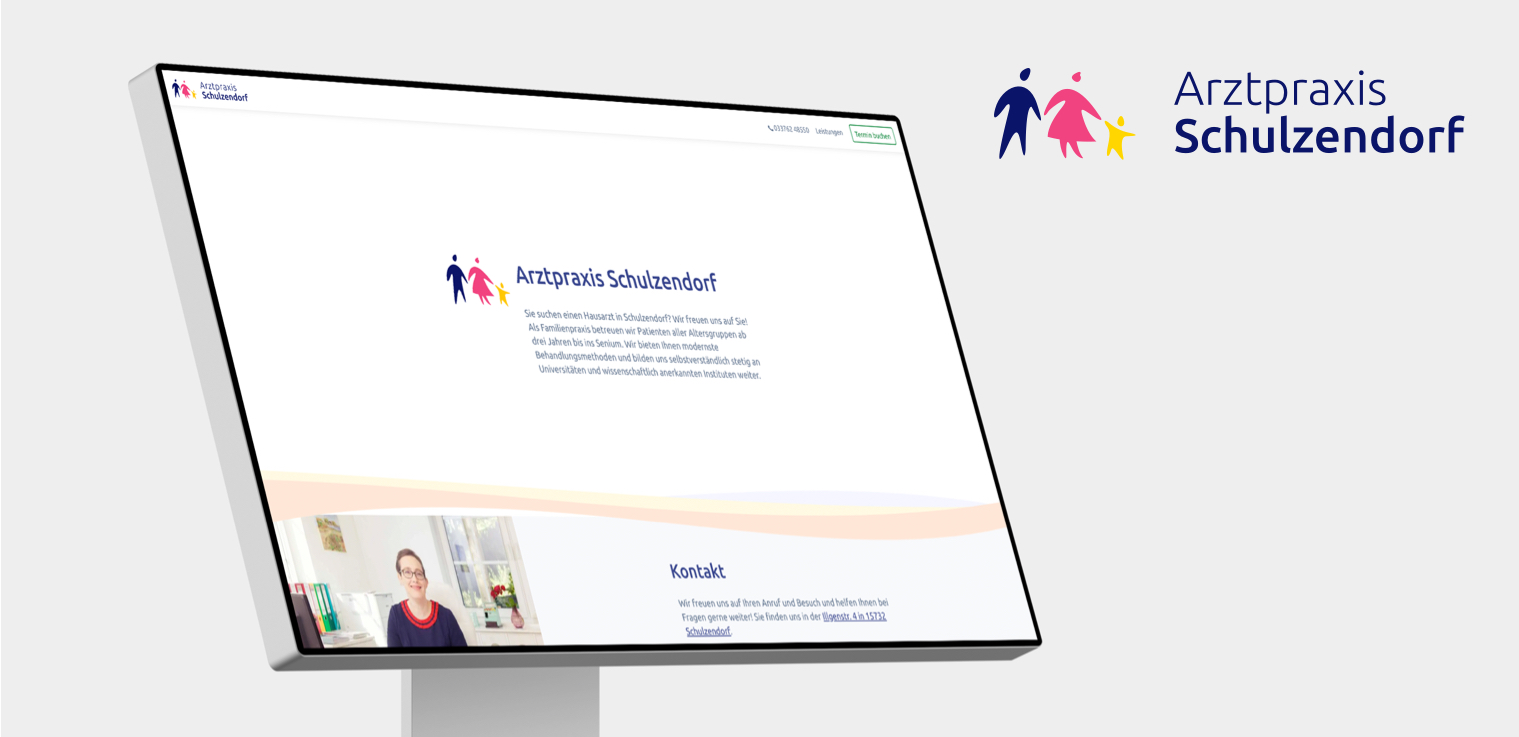 Arztpraxis
Schulzendorf
033762 48550 Leistungen Termin buchen
Arztpraxis Schulzendorf
Sie suchen einen Hausarzt in Schulzendorf? Wir freuen uns auf Sie!
Als Familienpraxis betreuen wir Patienten aller Altersgruppen ab
drei Jahren bis ins Senium. Wir bieten Ihnen modernste
Behandlungsmethoden und bilden uns selbstverständlich stetig an
Universitäten und wissenschaftlich anerkannten Instituten weiter.
Kontakt
Wir freuen uns auf Ihren Anruf und Besuch und helfen Ihnen bei
Fragen gerne weiter! Sie finden uns in der Illgenstr. 4 in 15732
Schulzendorf.
Arztpraxis
Schulzendorf